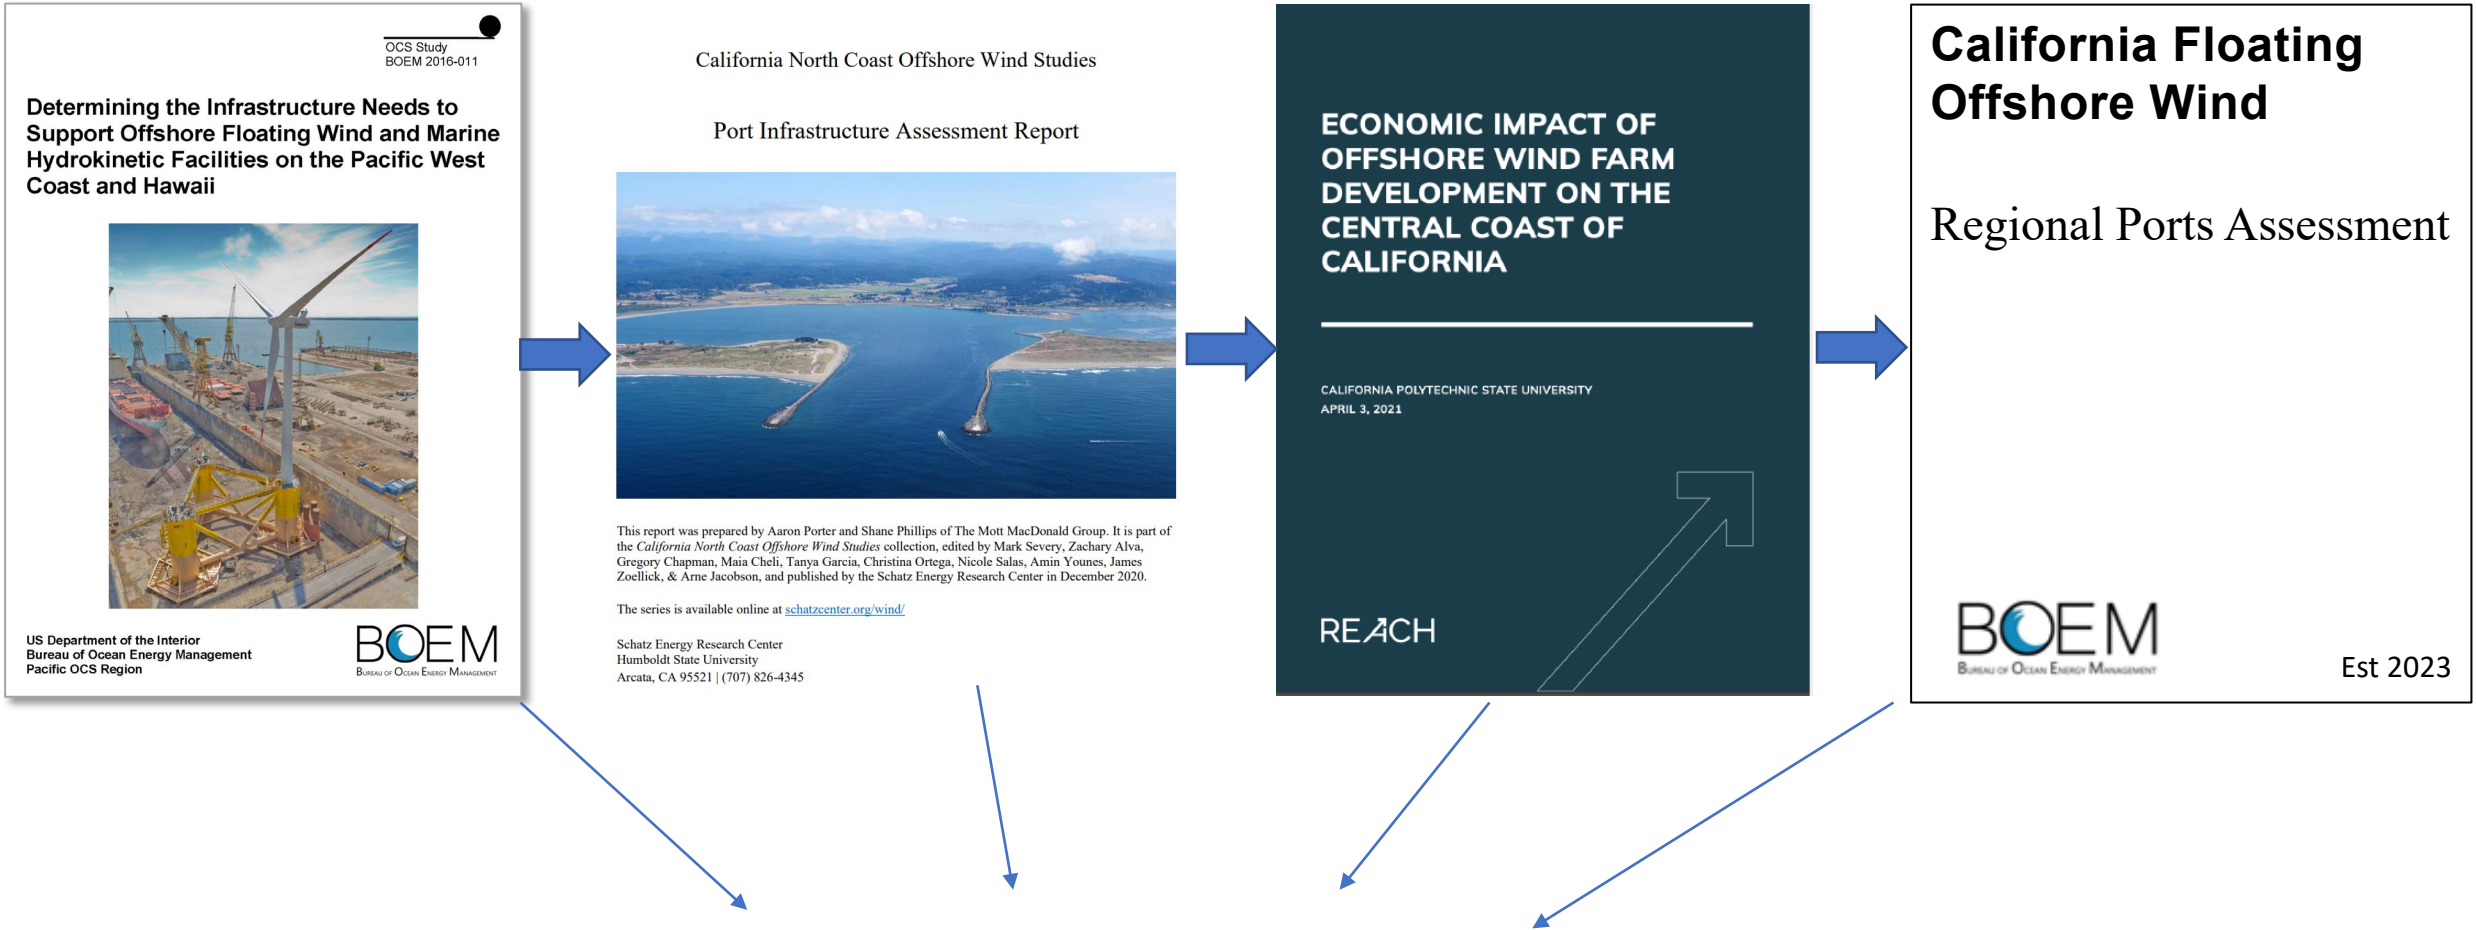 OCS Study
BOEM 2016-011
Determining the Infrastructure Needs to
Support Offshore Floating Wind and Marine
Hydrokinetic Facilities on the Pacific West
Coast and Hawaii
US Department of the Interior
Bureau of Ocean Energy Management
Pacific OCS Region
BOEM
BUREAU OF OCEAN ENERGY MANAGEMENT
California North Coast Offshore Wind Studies
Port Infrastructure Assessment Report
This report was prepared by Aaron Porter and Shane Phillips of The Mott MacDonald Group. It is part of
the California North Coast Offshore Wind Studies collection, edited by Mark Severy, Zachary Alva,
Gregory Chapman, Maia Cheli, Tanya Garcia, Christina Ortega, Nicole Salas, Amin Younes, James
Zoellick, & Arne Jacobson, and published by the Schatz Energy Research Center in December 2020.
The series is available online at schatzcenter.org/wind/
Schatz Energy Research Center
Humboldt State University
Arcata, CA 95521 | (707) 826-4345
ECONOMIC IMPACT OF
OFFSHORE WIND FARM
DEVELOPMENT ON THE
CENTRAL COAST OF
CALIFORNIA
CALIFORNIA POLYTECHNIC STATE UNIVERSITY
APRIL 3, 2021
REACH
California Floating
Offshore Wind
Regional Ports Assessment
BOEM
BUREAU OF OCEAN ENERGY MANAGEMENT
Est 2023